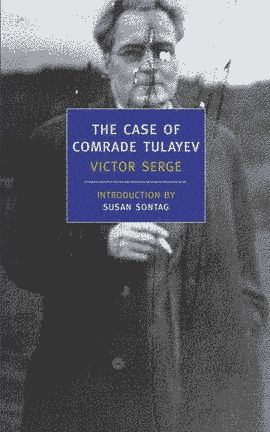 THE CASE OF
COMRADE TULAYEV
VICTOR SERGE
INTRODUCTION BY
SUSAN SONTAG